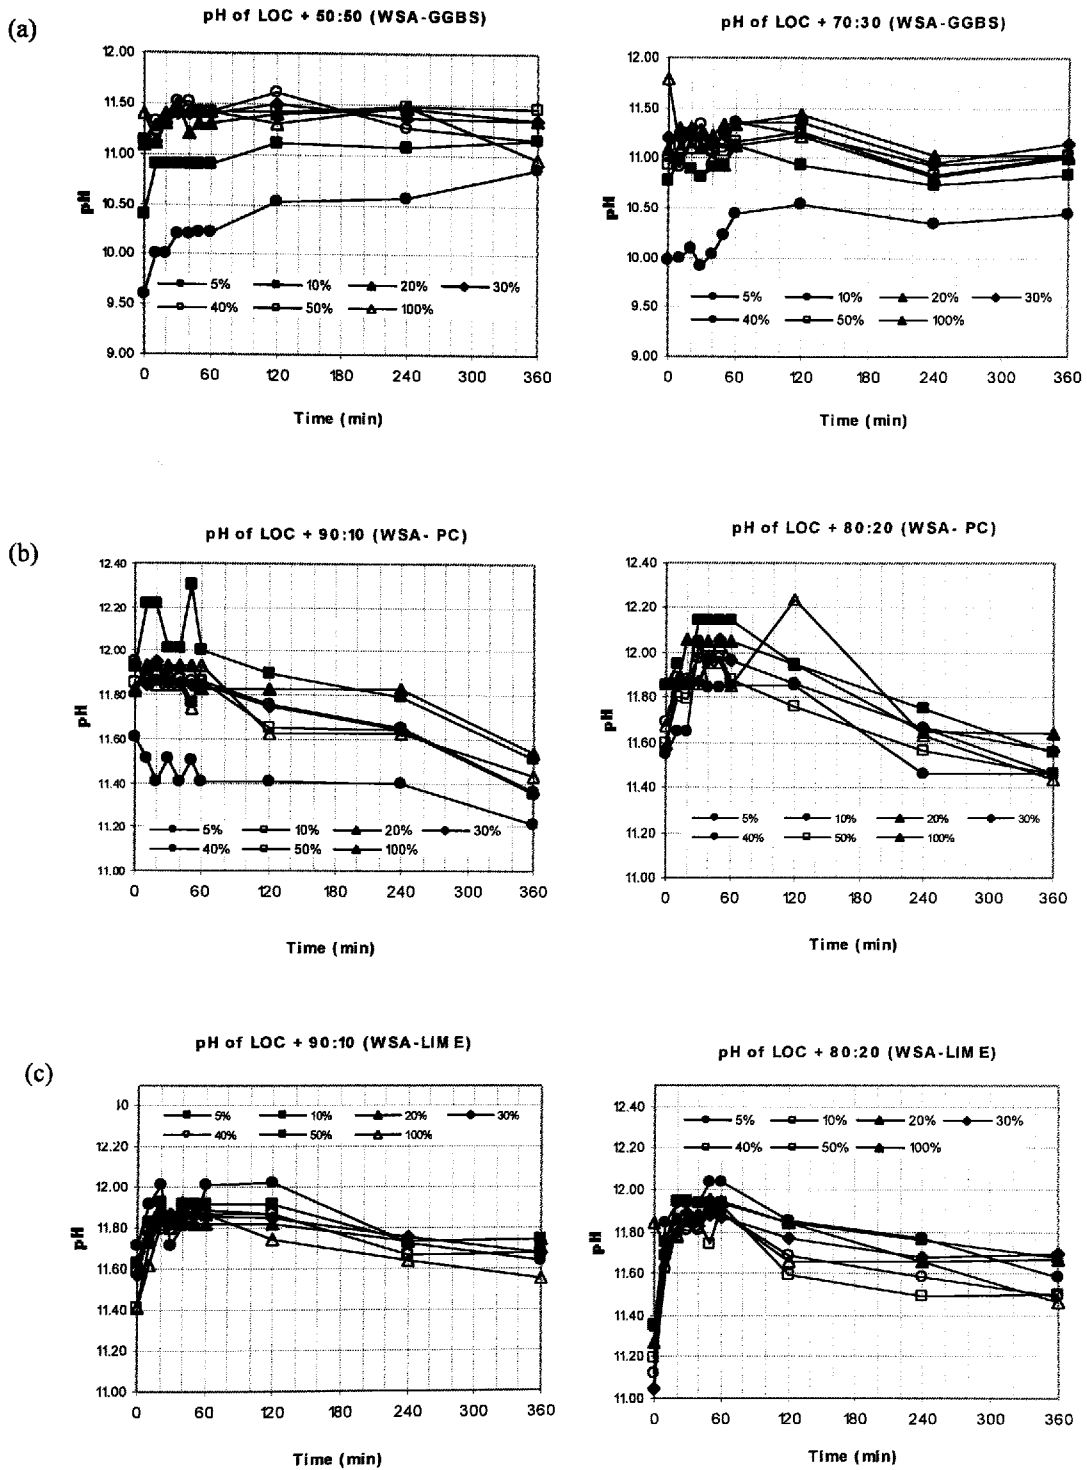 (a)
pH of LOC + 50:50 (WSA-GGBS)
12.00
11.50
11.00
10.50
10.00
9.50
9.00
pH
5% 10% 20% 30%
40% 50% 100%
0 60 120 180 240 300 360
Time (min)
pH of LOC + 70:30 (WSA-GGBS)
12.00
11.50
11.00
10.50
10.00
9.50
9.00
pH
5% 10% 20% 30%
40% 50% 100%
0 60 120 180 240 300 360
Time (min)
(b)
pH of LOC + 90:10 (WSA- PC)
12.40
12.20
12.00
11.80
11.60
11.40
11.20
11.00
pH
5% 10% 20% 30%
40% 50% 100%
0 60 120 180 240 300 360
Time (min)
pH of LOC + 80:20 (WSA- PC)
12.40
12.20
12.00
11.80
11.60
11.40
11.20
11.00
pH
5% 10% 20% 30%
40% 50% 100%
0 60 120 180 240 300 360
Time (min)
(c)
pH of LOC + 90:10 (WSA-LIME)
10
12.20
12.00
11.80
11.60
11.40
11.20
11.00
pH
5% 10% 20% 30%
40% 50% 100%
0 60 120 180 240 300 360
Time (min)
pH of LOC + 80:20 (WSA-LIME)
12.40
12.20
12.00
11.80
11.60
11.40
11.20
11.00
pH
5% 10% 20% 30%
40% 50% 100%
0 60 120 180 240 300 360
Time (min)